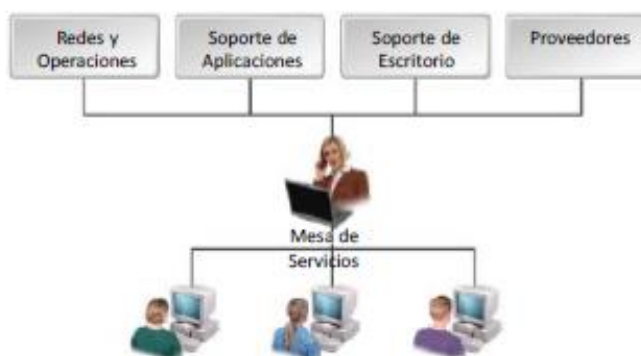 Redes y
Operaciones
Soporte de
Aplicaciones
Soporte de
Escritorio
Proveedores
Mesa de
Servicios